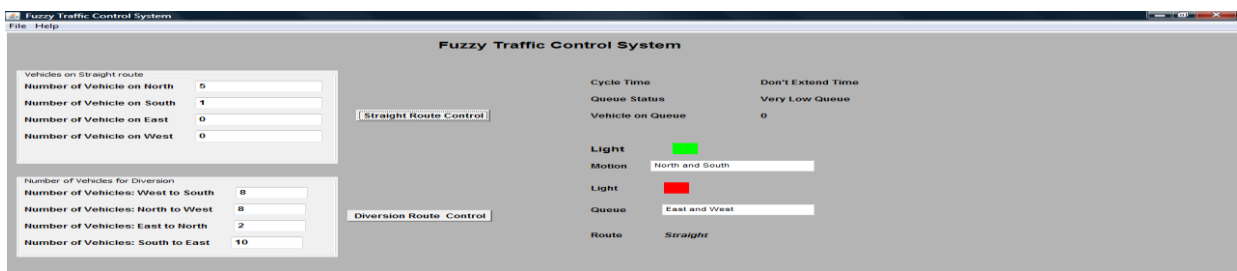 Fuzzy Traffic Control System
File Help
Fuzzy Traffic Control System
Vehicles on Straight route
Number of Vehicle on North 5
Number of Vehicle on South 1
Number of Vehicle on East 0
Number of Vehicle on West 0
Straight Route Control
Number of Vehicles for Diversion
Number of Vehicles: West to South 8
Number of Vehicles: North to West 8
Number of Vehicles: East to North 2
Number of Vehicles: South to East 10
Diversion Route Control
Cycle Time Don't Extend Time
Queue Status Very Low Queue
Vehicle on Queue 0
Light
Motion North and South
Light
Queue East and West
Route Straight